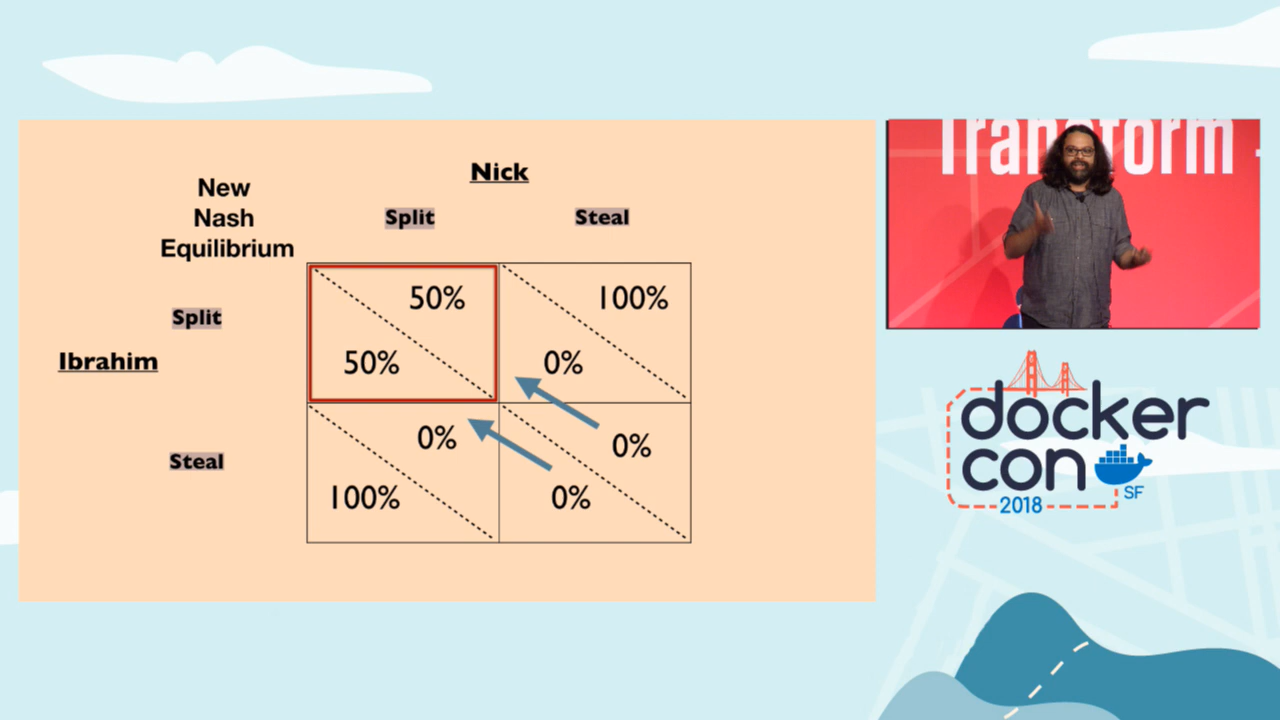 Nick
New
Nash
Equilibrium
Split
Steal
Split
50%
100%
50%
0%
Ibrahim
Steal
0%
0%
100%
0%
Transform
docker
con
2018
SF